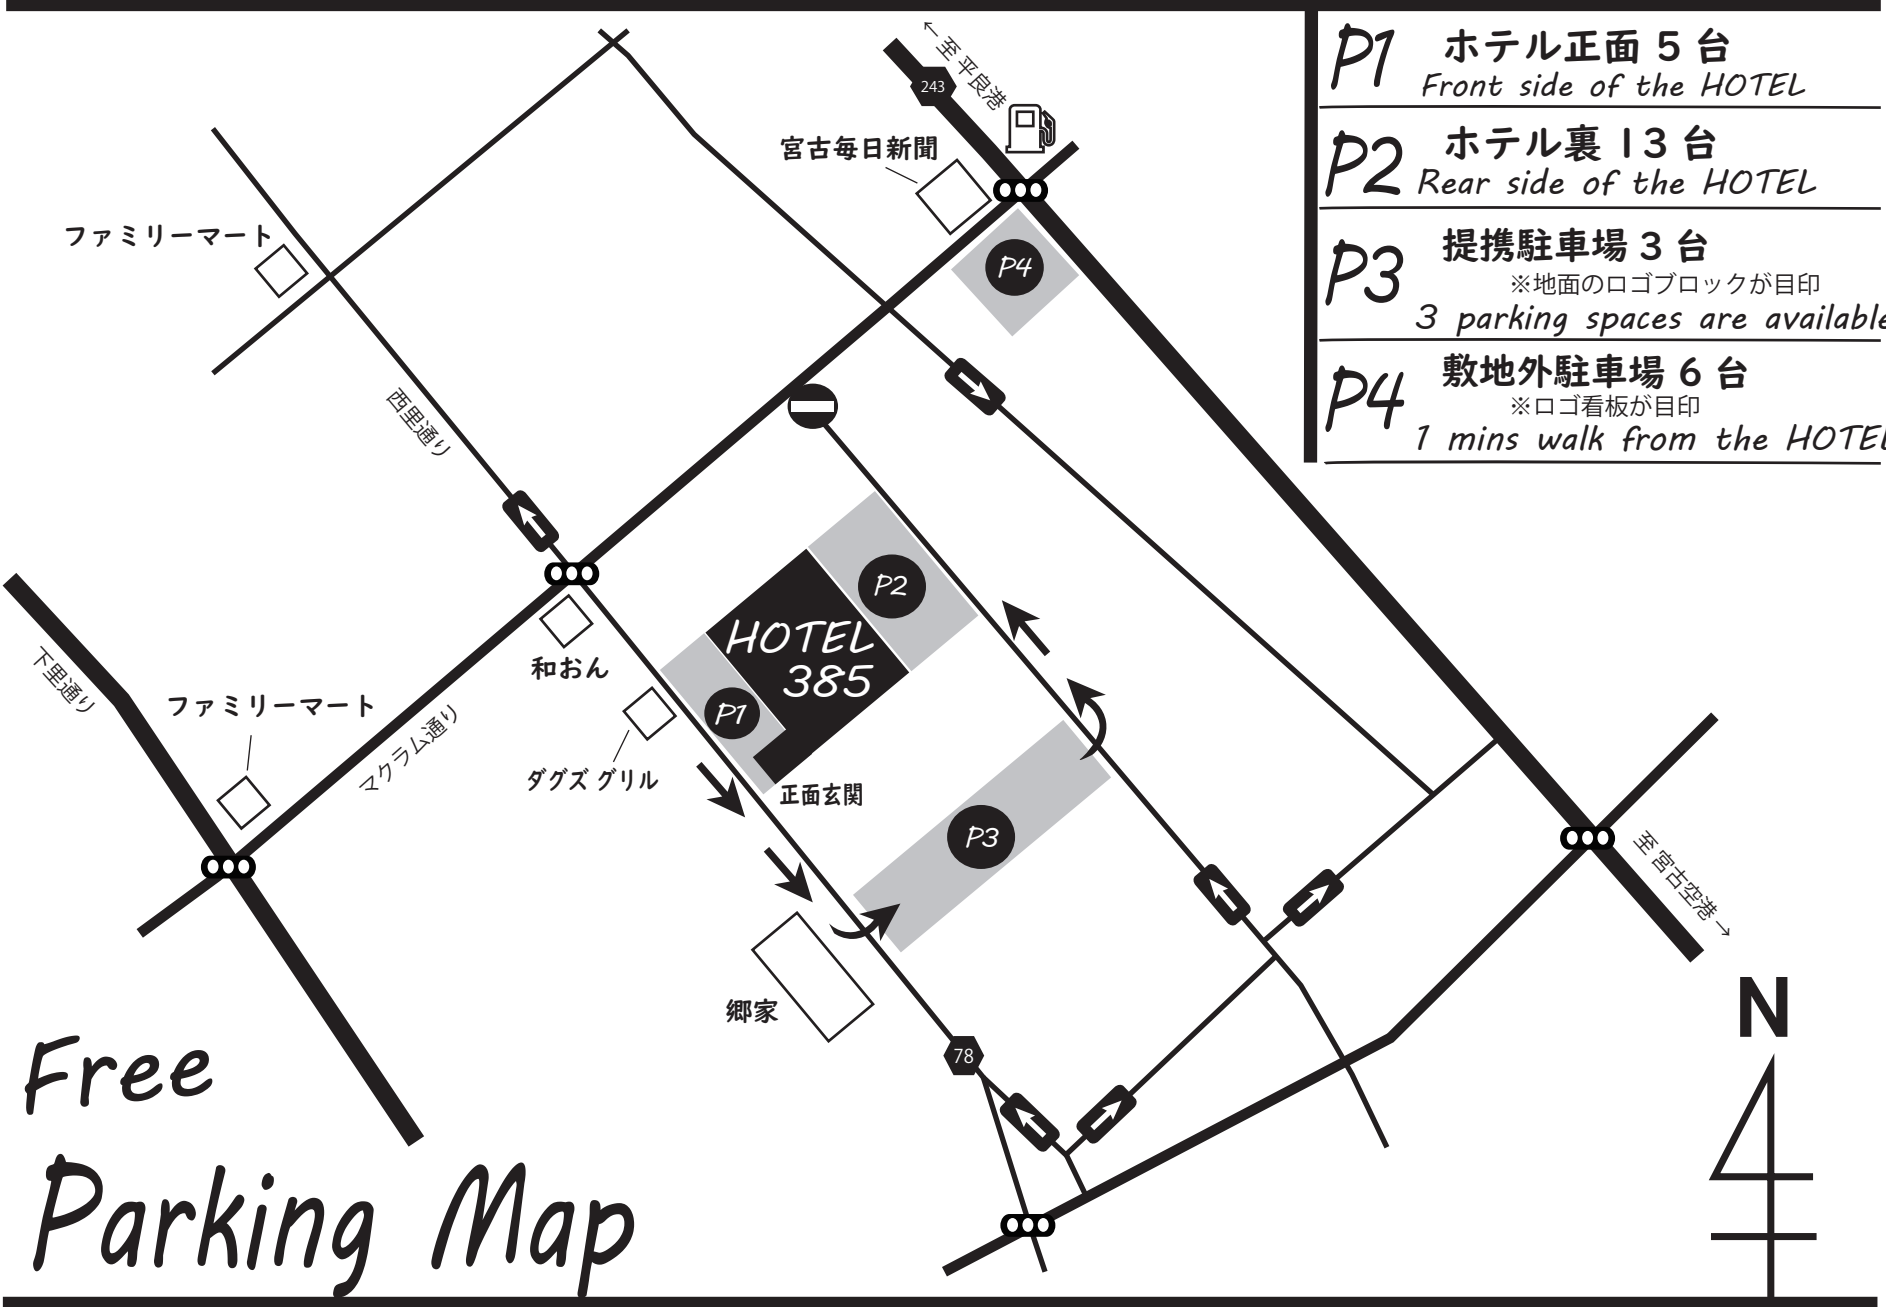 P1 ホテル正面 5 台
Front side of the HOTEL
P2 ホテル裏 13 台
Rear side of the HOTEL
P3 提携駐車場 3 台
※地面のロゴブロックが目印
3 parking spaces are available
P4 敷地外駐車場 6 台
※ロゴ看板が目印
1 mins walk from the HOTEL
← 至 平良港
243
宮古毎日新聞
ファミリーマート
P4
西里通り
P2
HOTEL
385
和おん
P1
下里通り
ファミリーマート
マクラム通り
ダグズ グリル
正面玄関
P3
至 宮古空港 →
郷家
78
N
Free
Parking Map